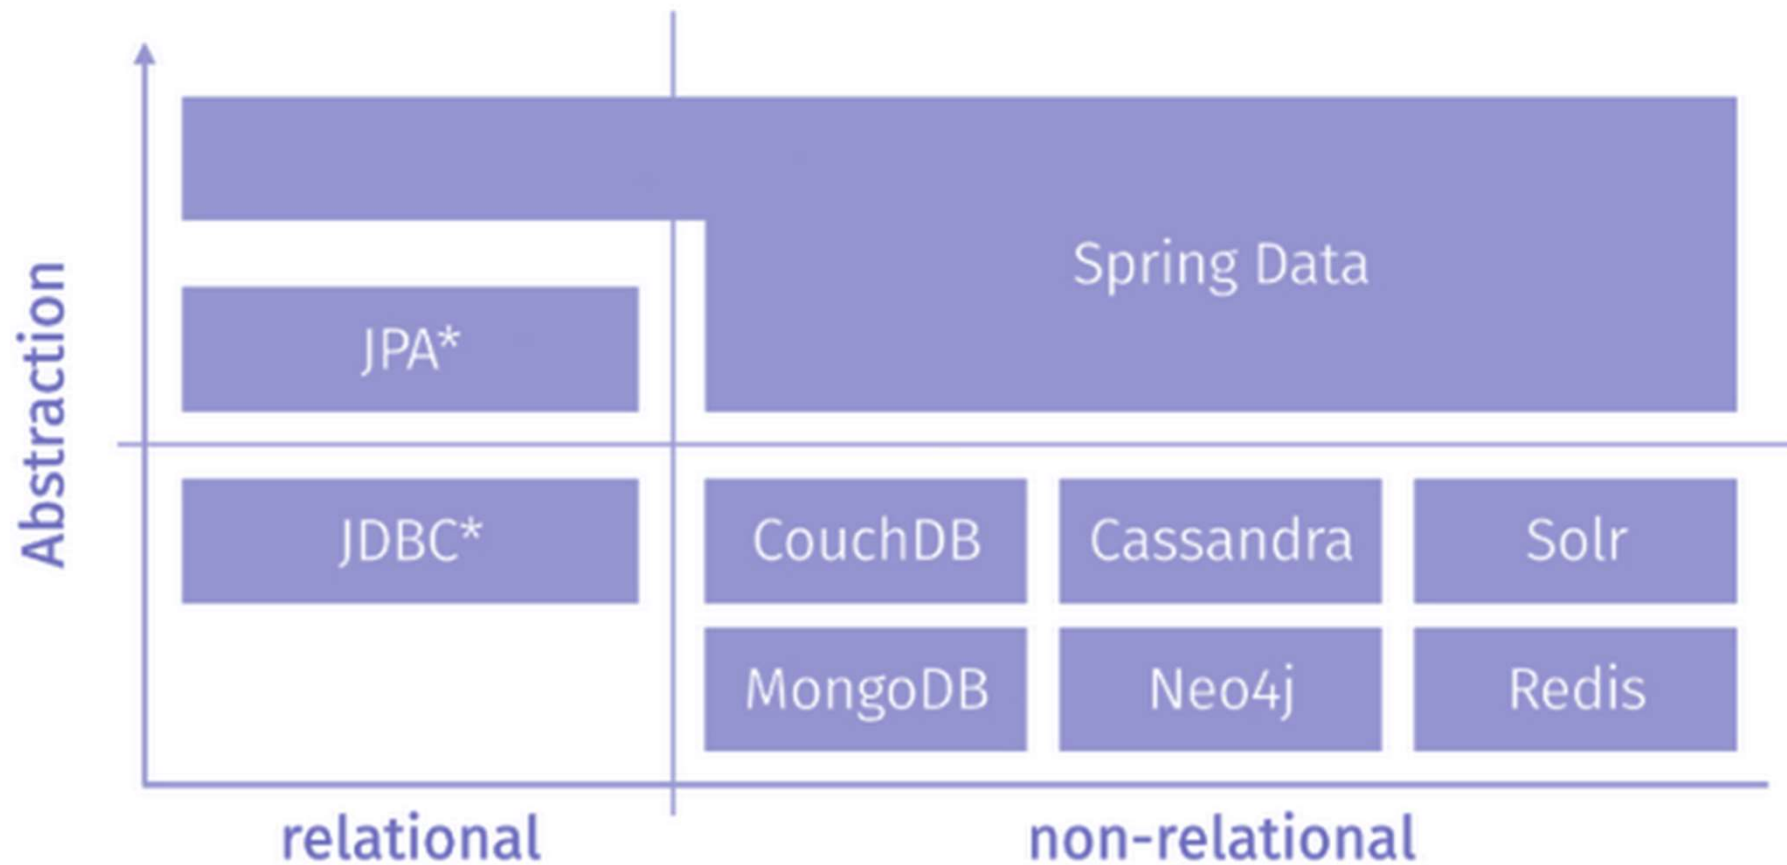 Abstraction
Spring Data
JPA*
JDBC*
CouchDB
Cassandra
Solr
MongoDB
Neo4j
Redis
relational
non-relational